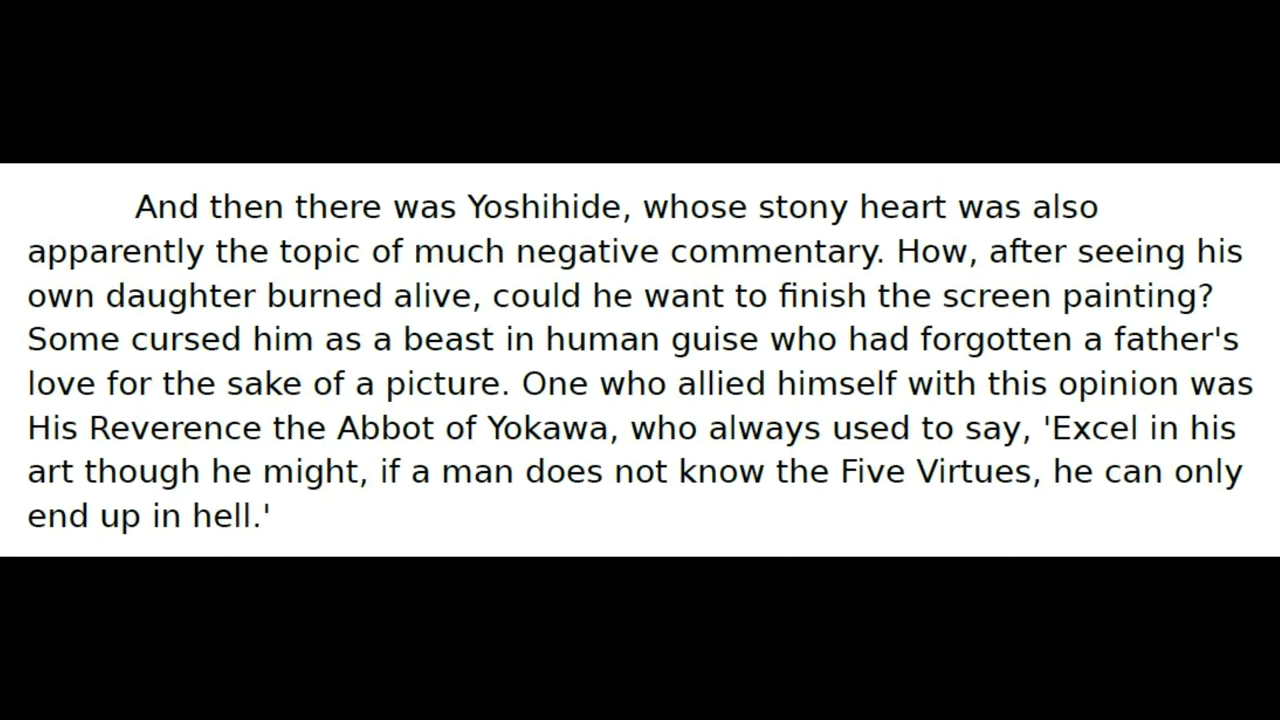 And then there was Yoshihide, whose stony heart was also
apparently the topic of much negative commentary. How, after seeing his
own daughter burned alive, could he want to finish the screen painting?
Some cursed him as a beast in human guise who had forgotten a father's
love for the sake of a picture. One who allied himself with this opinion was
His Reverence the Abbot of Yokawa, who always used to say, 'Excel in his
art though he might, if a man does not know the Five Virtues, he can only
end up in hell.'